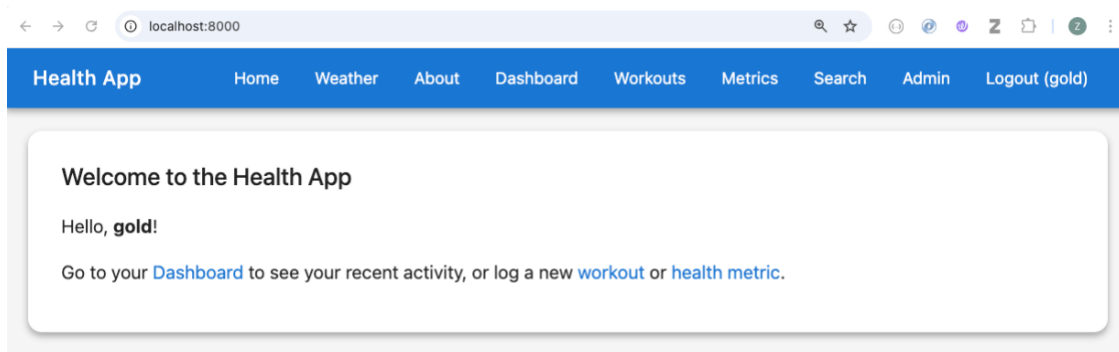 localhost:8000
Z
Z
Health App Home Weather About Dashboard Workouts Metrics Search Admin Logout (gold)
Welcome to the Health App
Hello, gold!
Go to your Dashboard to see your recent activity, or log a new workout or health metric.